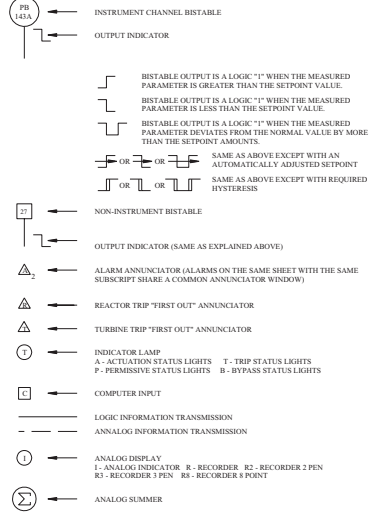 PB
143A
INSTRUMENT CHANNEL BISTABLE
OUTPUT INDICATOR
BISTABLE OUTPUT IS A LOGIC "1" WHEN THE MEASURED
PARAMETER IS GREATER THAN THE SETPOINT VALUE.
BISTABLE OUTPUT IS A LOGIC "1" WHEN THE MEASURED
PARAMETER IS LESS THAN THE SETPOINT VALUE.
BISTABLE OUTPUT IS A LOGIC "1" WHEN THE MEASURED
PARAMETER DEVIATES FROM THE NORMAL VALUE BY MORE
THAN THE SETPOINT AMOUNTS.
OR OR SAME AS ABOVE EXCEPT WITH AN
AUTOMATICALLY ADJUSTED SETPOINT
OR OR SAME AS ABOVE EXCEPT WITH REQUIRED
HYSTERESIS
27 NON-INSTRUMENT BISTABLE
OUTPUT INDICATOR (SAME AS EXPLAINED ABOVE)
A 2 ALARM ANNUNCIATOR (ALARMS ON THE SAME SHEET WITH THE SAME
SUBSCRIPT SHARE A COMMON ANNUNCIATOR WINDOW)
R REACTOR TRIP "FIRST OUT" ANNUNCIATOR
T TURBINE TRIP "FIRST OUT" ANNUNCIATOR
T INDICATOR LAMP
A - ACTUATION STATUS LIGHTS T - TRIP STATUS LIGHTS
P - PERMISSIVE STATUS LIGHTS B - BYPASS STATUS LIGHTS
C COMPUTER INPUT
LOGIC INFORMATION TRANSMISSION
ANNALOG INFORMATION TRANSMISSION
I ANALOG DISPLAY
I - ANALOG INDICATOR R - RECORDER R2 - RECORDER 2 PEN
R3 - RECORDER 3 PEN R8 - RECORDER 8 POINT
Σ ANALOG SUMMER